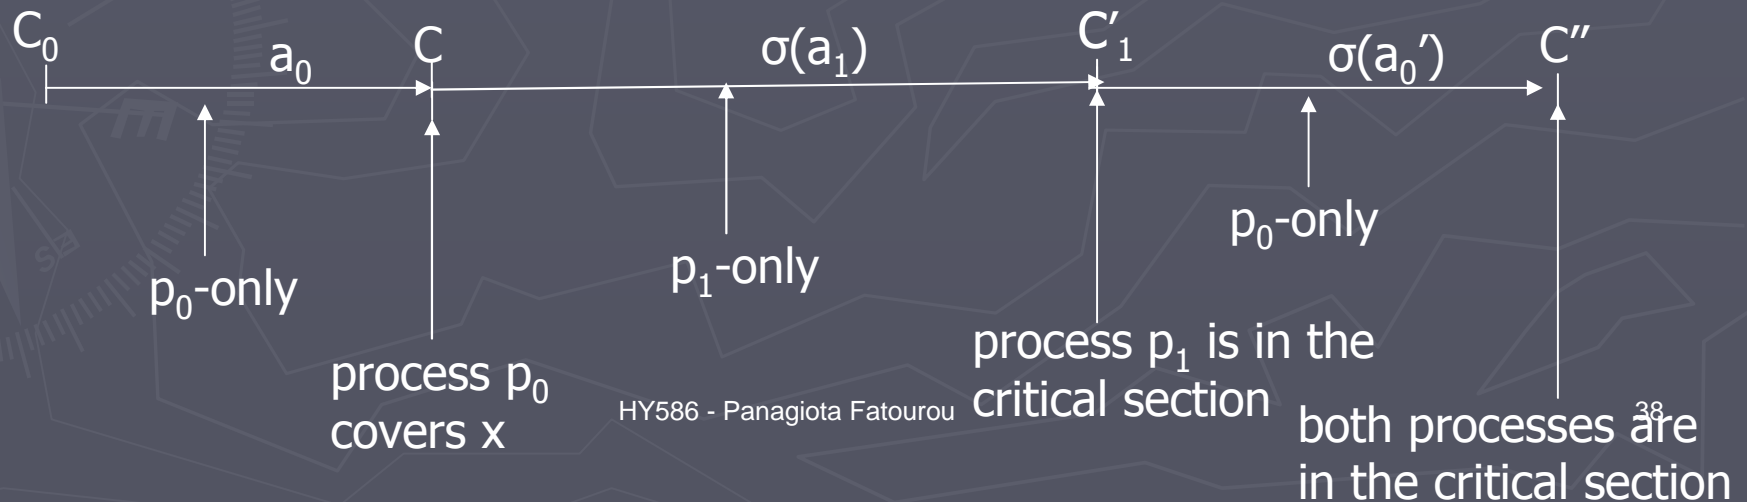 C₀
a₀
C
σ(a₁)
C′₁
σ(a₀′)
C″
p₀-only
process p₀
covers x
p₁-only
process p₁ is in the
critical section
p₀-only
both processes are
in the critical section
HY586 - Panagiota Fatourou
38
E
SE